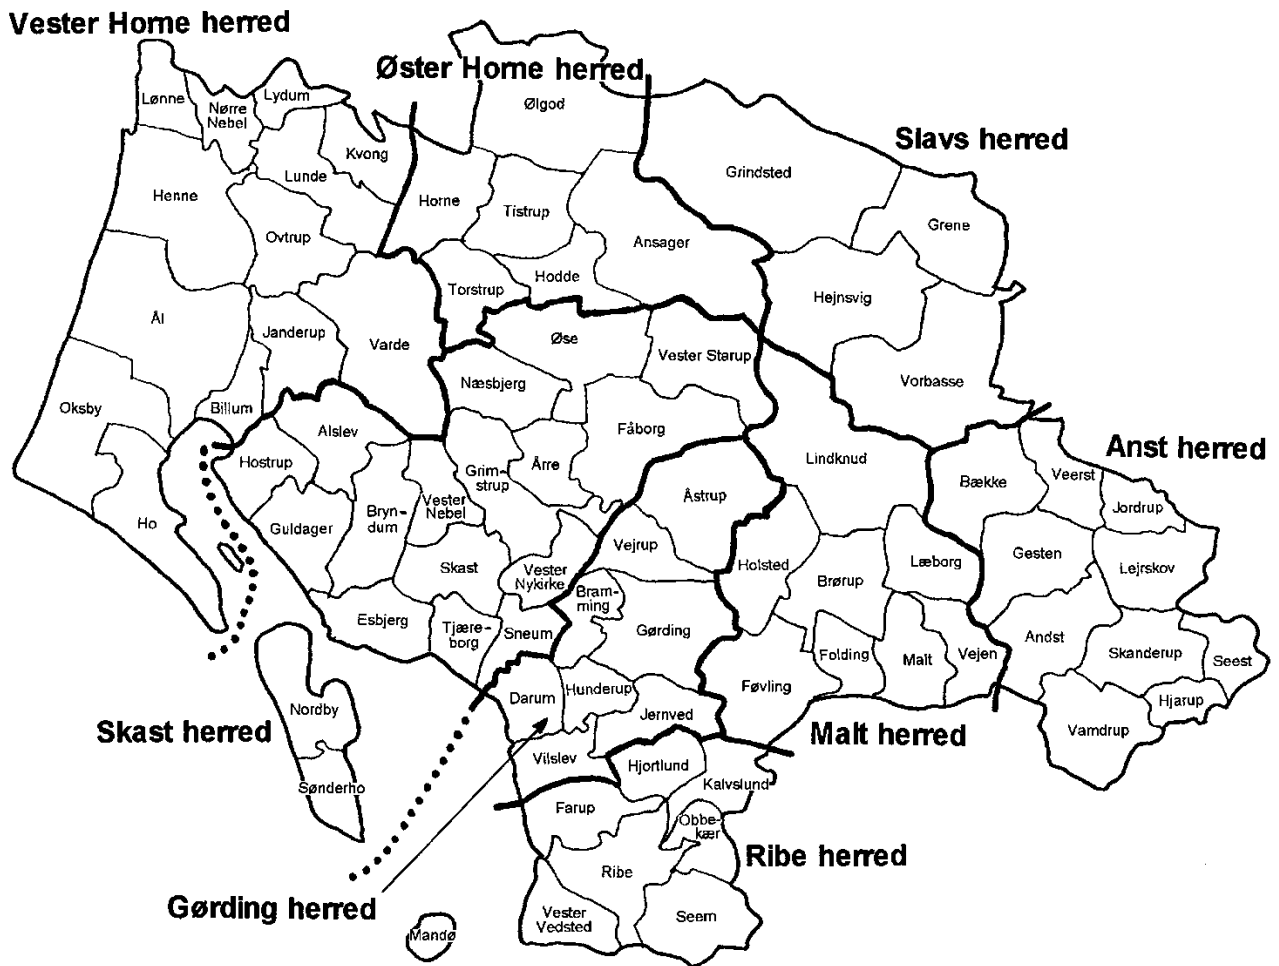 Vester Horne herred
Øster Horne herred
Slavs herred
Anst herred
Malt herred
Ribe herred
Skast herred
Gørding herred
Lønne
Nørre
Nebel
Lydum
Kvong
Lunde
Henne
Ovtrup
Ål
Janderup
Varde
Billum
Oksby
Ho
Ølgod
Horne
Tistrup
Ansager
Hodde
Torstrup
Grindsted
Grene
Hejnsvig
Vorbasse
Øse
Vester Starup
Næsbjerg
Fåborg
Grim-
strup
Årre
Alslev
Hostrup
Guldager
Bryn-
dum
Vester
Nebel
Skast
Vester
Nykirke
Esbjerg
Tjære-
borg
Sneum
Nordby
Sønderho
Åstrup
Vejrup
Bram-
ming
Gørding
Darum
Hunderup
Jernved
Vilslev
Lindknud
Holsted
Brørup
Læborg
Føvling
Folding
Malt
Vejen
Bække
Veerst
Jordrup
Gesten
Lejrskov
Andst
Skanderup
Seest
Hjarup
Vamdrup
Hjortlund
Kalvslund
Farup
Obbe-
kær
Ribe
Vester
Vedsted
Seem
Mandø